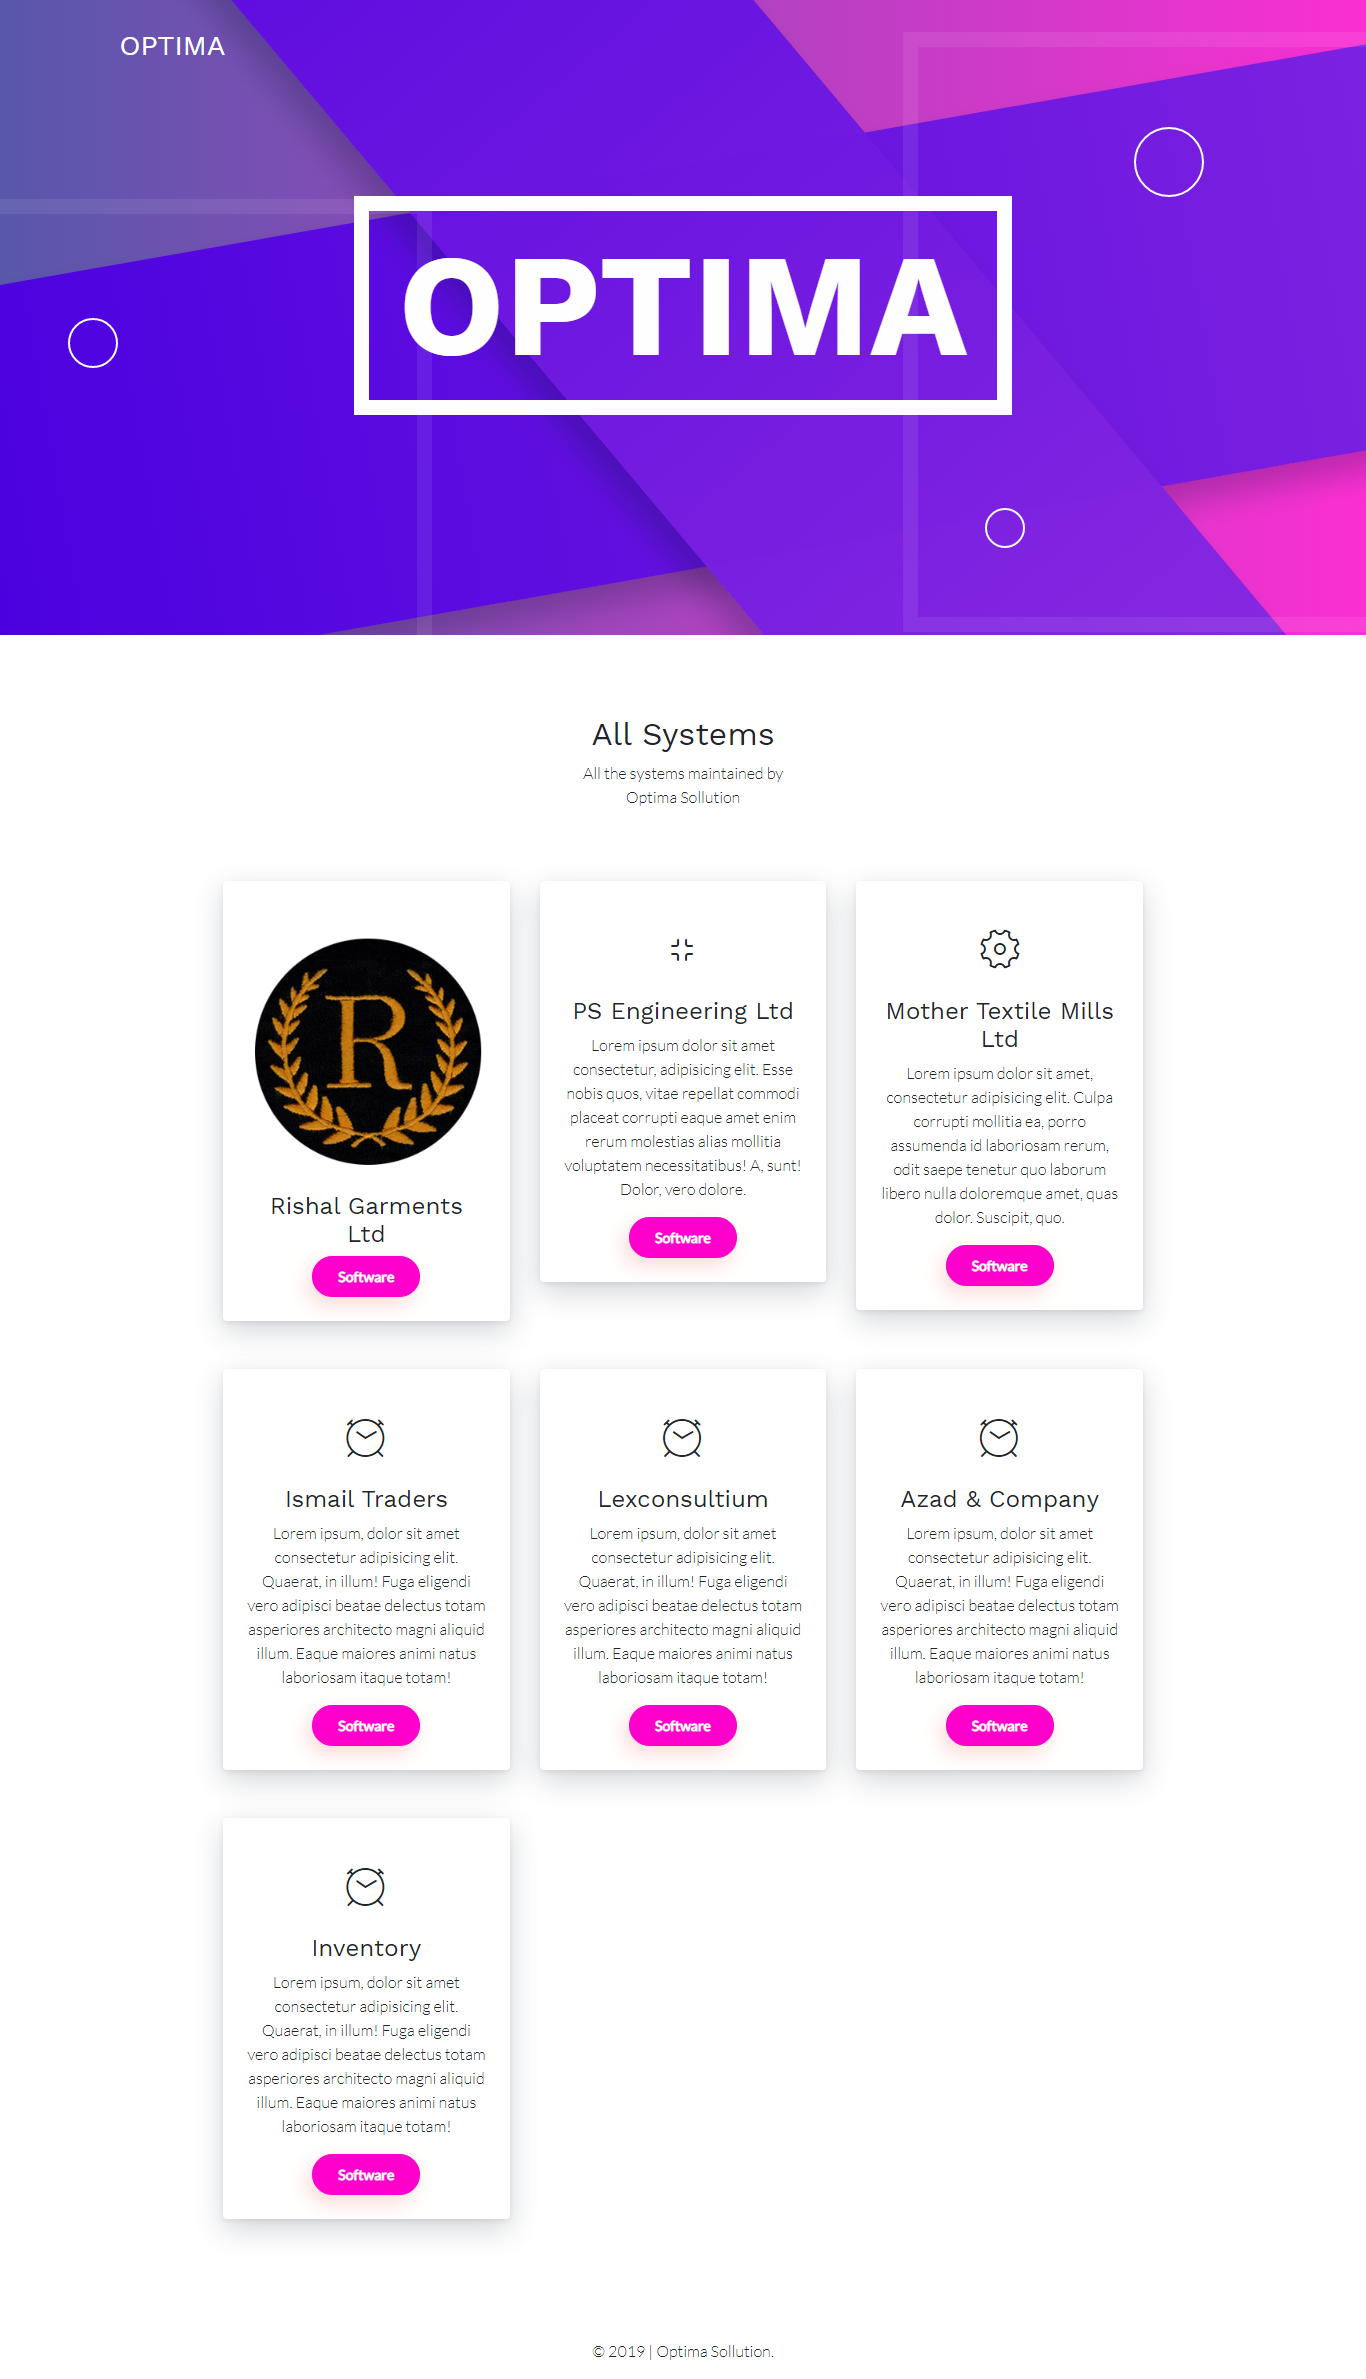 OPTIMA
OPTIMA
All Systems
All the systems maintained by
Optima Sollution
R
Rishal Garments
Ltd
Software
PS Engineering Ltd
Lorem ipsum dolor sit amet
consectetur, adipisicing elit. Esse
nobis quos, vitae repellat commodi
placeat corrupti eaque amet enim
rerum molestias alias mollitia
voluptatem necessitatibus! A, sunt!
Dolor, vero dolore.
Software
Mother Textile Mills
Ltd
Lorem ipsum dolor sit amet,
consectetur adipisicing elit. Culpa
corrupti mollitia ea, porro
assumenda id laboriosam rerum,
odit saepe tenetur quo laborum
libero nulla doloremque amet, quas
dolor. Suscipit, quo.
Software
Ismail Traders
Lorem ipsum, dolor sit amet
consectetur adipisicing elit.
Quaerat, in illum! Fuga eligendi
vero adipisci beatae delectus totam
asperiores architecto magni aliquid
illum. Eaque maiores animi natus
laboriosam itaque totam!
Software
Lexconsultium
Lorem ipsum, dolor sit amet
consectetur adipisicing elit.
Quaerat, in illum! Fuga eligendi
vero adipisci beatae delectus totam
asperiores architecto magni aliquid
illum. Eaque maiores animi natus
laboriosam itaque totam!
Software
Azad & Company
Lorem ipsum, dolor sit amet
consectetur adipisicing elit.
Quaerat, in illum! Fuga eligendi
vero adipisci beatae delectus totam
asperiores architecto magni aliquid
illum. Eaque maiores animi natus
laboriosam itaque totam!
Software
Inventory
Lorem ipsum, dolor sit amet
consectetur adipisicing elit.
Quaerat, in illum! Fuga eligendi
vero adipisci beatae delectus totam
asperiores architecto magni aliquid
illum. Eaque maiores animi natus
laboriosam itaque totam!
Software
© 2019 | Optima Sollution.